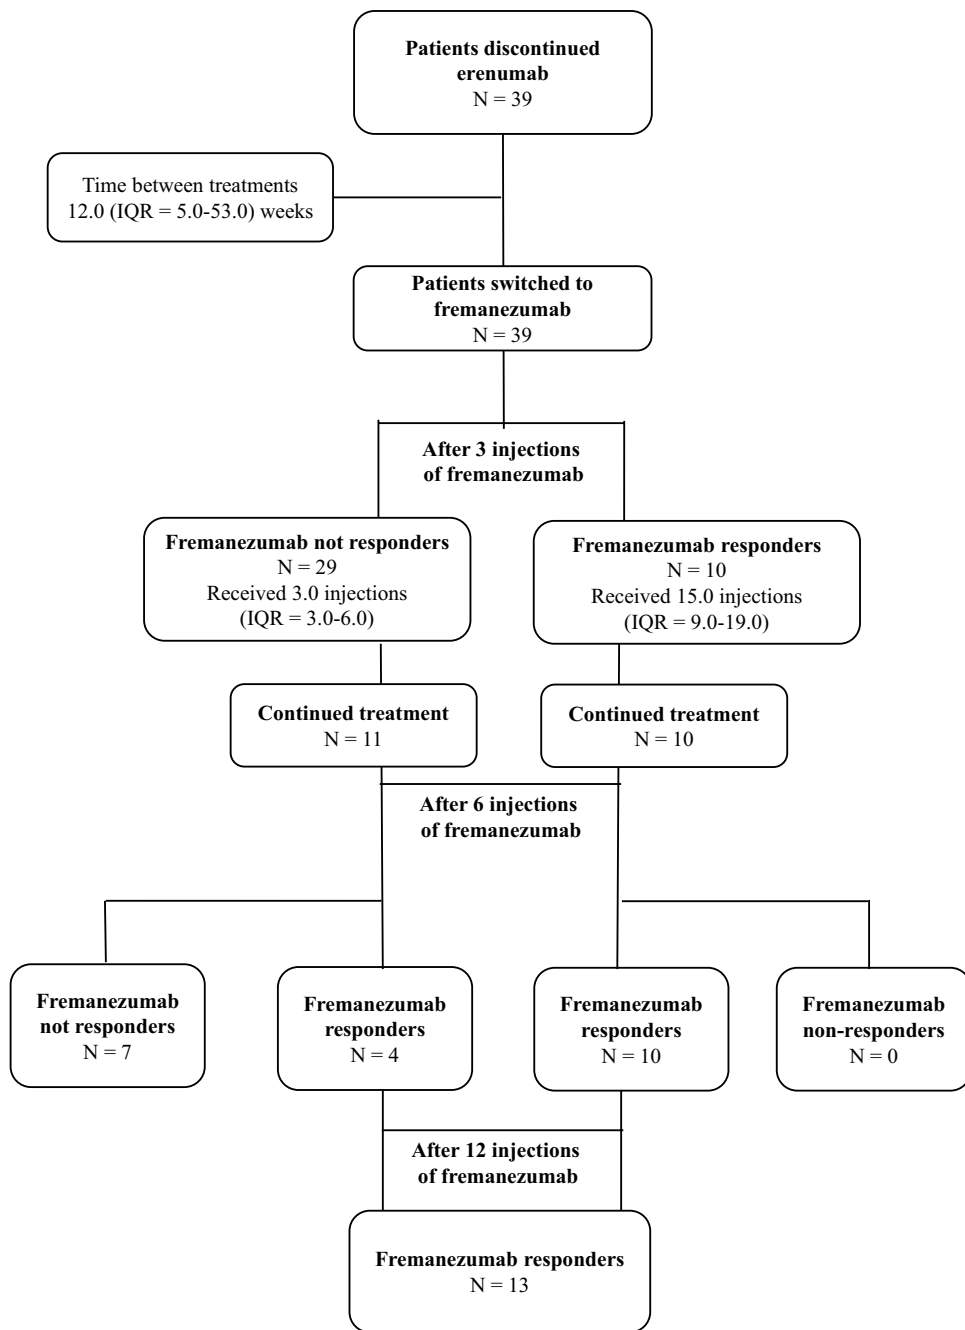 Patients discontinued
erenumab
N = 39
Time between treatments
12.0 (IQR = 5.0-53.0) weeks
Patients switched to
fremanezumab
N = 39
After 3 injections
of fremanezumab
Fremanezumab not responders
N = 29
Received 3.0 injections
(IQR = 3.0-6.0)
Fremanezumab responders
N = 10
Received 15.0 injections
(IQR = 9.0-19.0)
Continued treatment
N = 11
Continued treatment
N = 10
After 6 injections
of fremanezumab
Fremanezumab
not responders
N = 7
Fremanezumab
responders
N = 4
Fremanezumab
responders
N = 10
Fremanezumab
non-responders
N = 0
After 12 injections
of fremanezumab
Fremanezumab responders
N = 13